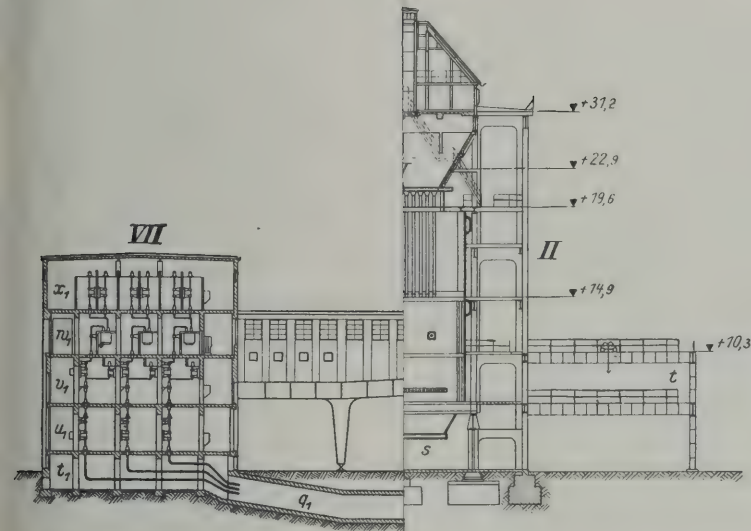 +31,2
+22,9
+19,6
VII
II
+14,9
x₁
w₁
+10,3
t
v₁
u₁
s
t₁
q₁